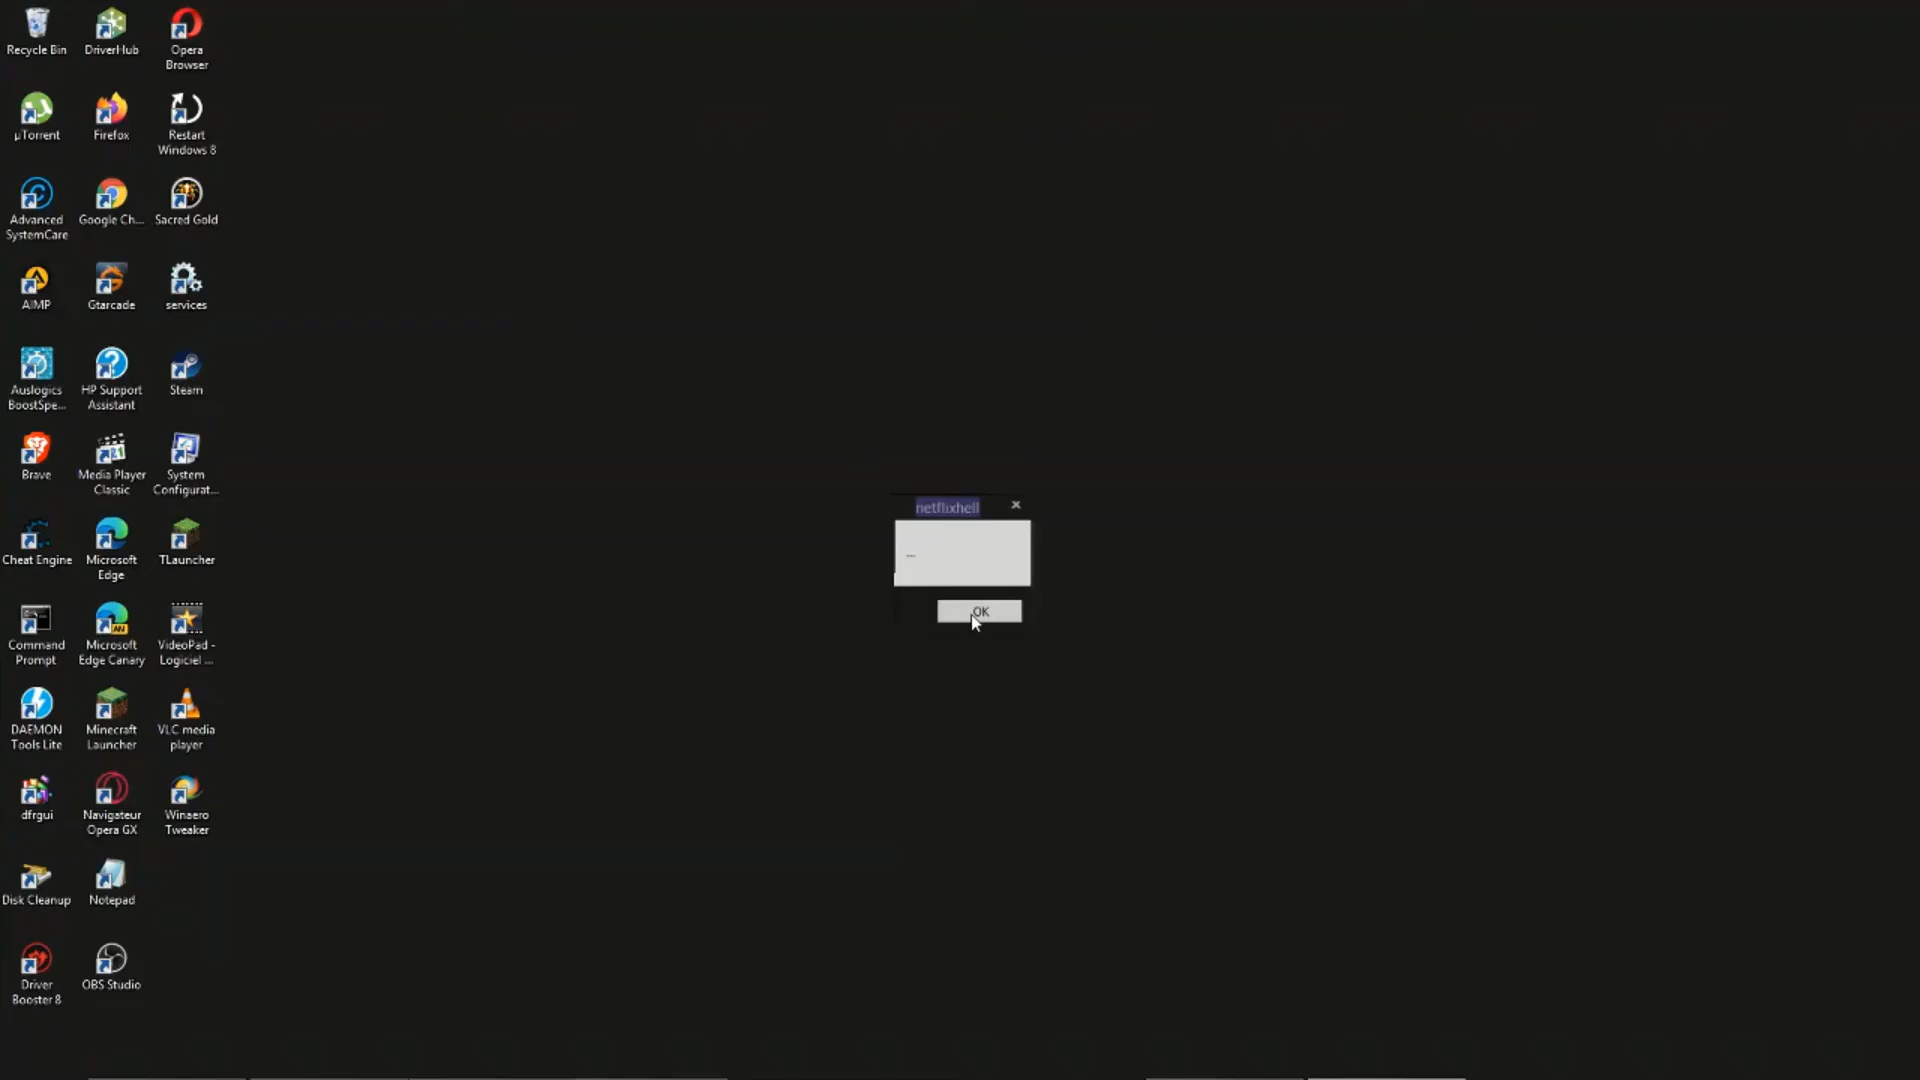 Recycle Bin
DriverHub
Opera
Browser
µTorrent
Firefox
Restart
Windows 8
Advanced
SystemCare
Google Ch...
Sacred Gold
AIMP
Gtarcade
services
Auslogics
BoostSpe...
HP Support
Assistant
Steam
Brave
Media Player
Classic
System
Configurat...
netflixhell
...
OK
Cheat Engine
Microsoft
Edge
TLauncher
Command
Prompt
Microsoft
Edge Canary
VideoPad -
Logiciel ...
DAEMON
Tools Lite
Minecraft
Launcher
VLC media
player
dfrgui
Navigateur
Opera GX
Winaero
Tweaker
Disk Cleanup
Notepad
Driver
Booster 8
OBS Studio